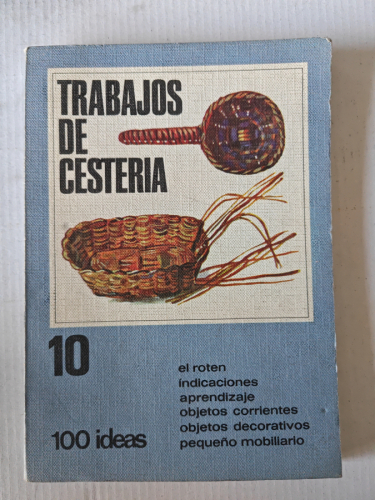 TRABAJOS
DE
CESTERIA
10
100 ideas
el roten
indicaciones
aprendizaje
objetos corrientes
objetos decorativos
pequeño mobiliario